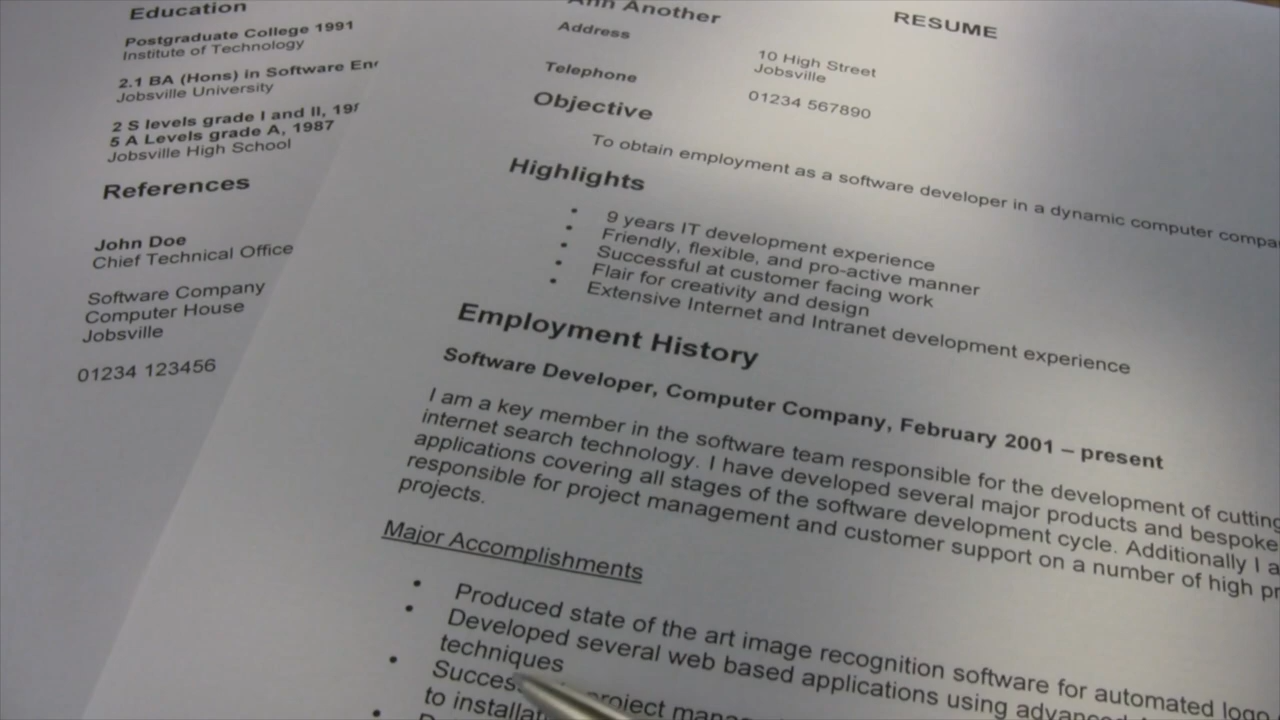 Education
Postgraduate College 1991
Institute of Technology
2.1 BA (Hons) in Software
Jobsville University
2 S levels grade I and II,
5 A Levels grade A, 1987
Jobsville High School
References
John Doe
Chief Technical Office
Software Company
Computer House
Jobsville
01234 123456
RESUME
Ann Another
Address
10 High Street
Jobsville
Telephone
01234 567890
Objective
To obtain employment as a software developer in a dynamic computer
Highlights
• 9 years IT development experience
• Friendly, flexible, and pro-active manner
• Successful at customer facing work
• Flair for creativity and design
• Extensive Internet and Intranet development experience
Employment History
Software Developer, Computer Company, February 2001 – present
I am a key member in the software team responsible for the development of cutting
internet search technology. I have developed several major products and bespoke
applications covering all stages of the software development cycle. Additionally I
responsible for project management and customer support on a number of high
projects.
Major Accomplishments
• Produced state of the art image recognition software for automated logo
• Developed several web based applications using
techniques
• project
to